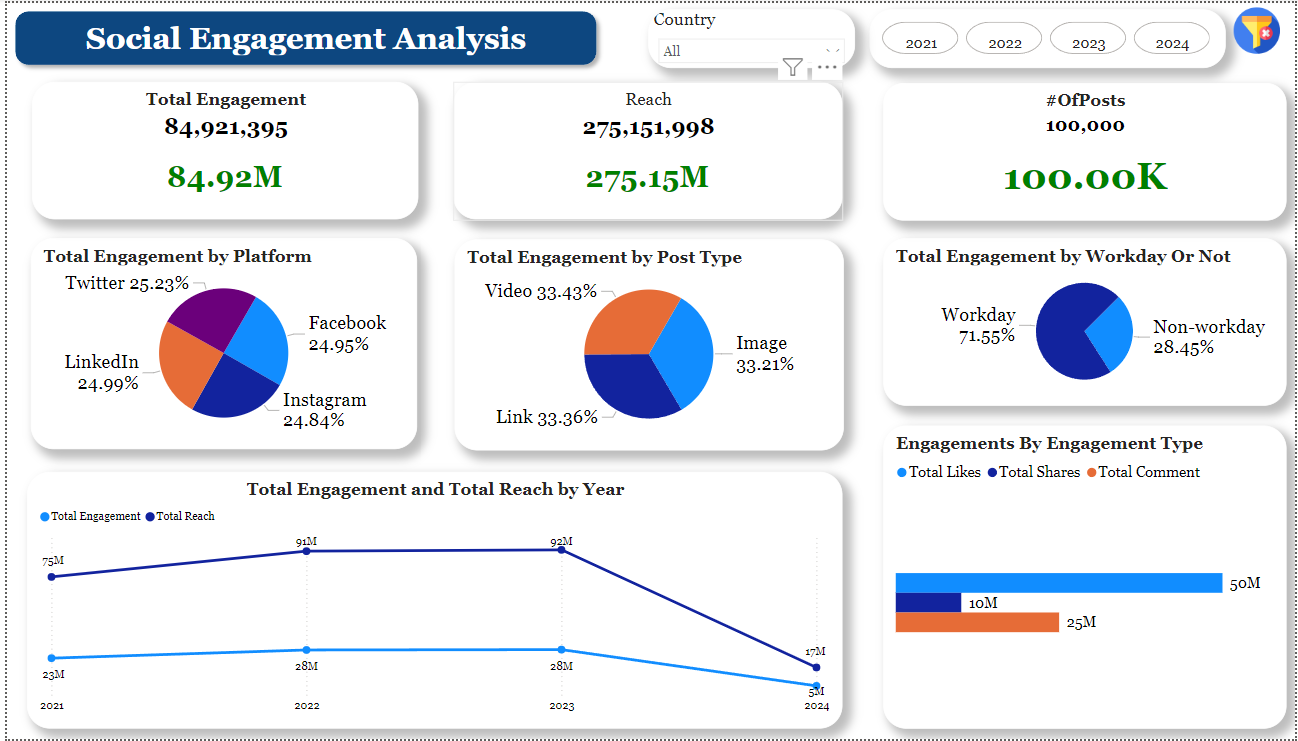 Social Engagement Analysis
Country
All
2021
2022
2023
2024
Total Engagement
84,921,395
84.92M
Reach
275,151,998
275.15M
#OfPosts
100,000
100.00K
Total Engagement by Platform
Twitter 25.23%
Facebook
24.95%
LinkedIn
24.99%
Instagram
24.84%
Total Engagement by Post Type
Video 33.43%
Image
33.21%
Link 33.36%
Total Engagement by Workday Or Not
Workday
71.55%
Non-workday
28.45%
Total Engagement and Total Reach by Year
Total Engagement Total Reach
75M
91M
92M
17M
23M
28M
28M
5M
2021
2022
2023
2024
Engagements By Engagement Type
Total Likes Total Shares Total Comment
50M
10M
25M